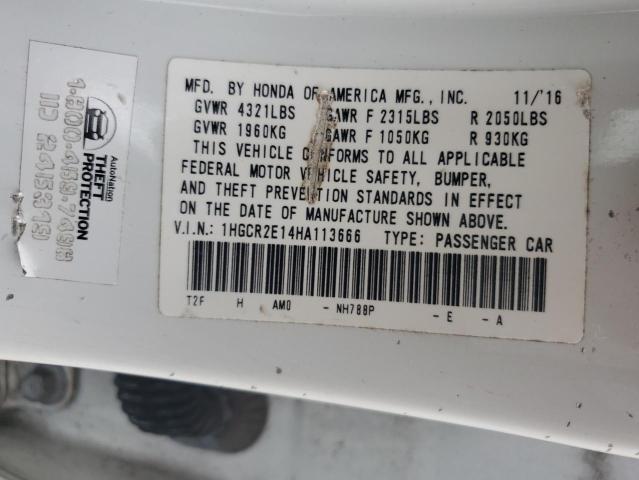 MFD. BY HONDA OF AMERICA MFG., INC. 11/'16
GVWR 4321LBS GAWR F 2315LBS R 2050LBS
GVWR 1960KG GAWR F 1050KG R 930KG
THIS VEHICLE CONFORMS TO ALL APPLICABLE
FEDERAL MOTOR VEHICLE SAFETY, BUMPER,
AND THEFT PREVENTION STANDARDS IN EFFECT
ON THE DATE OF MANUFACTURE SHOWN ABOVE.
V.I.N.: 1HGCR2E14HA113666 TYPE: PASSENGER CAR
T2F H AM0 - NH788P - E - A
AutoNation
THEFT
PROTECTION
ID 2415319